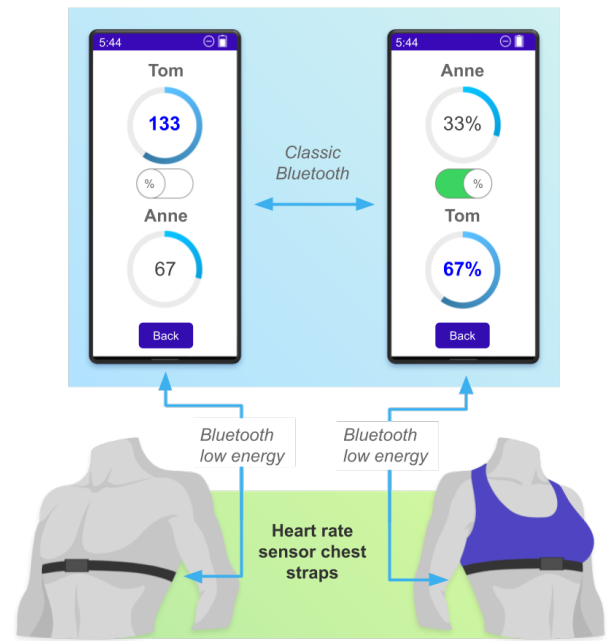 5:44
Tom
133
%
Anne
67
Back
Classic
Bluetooth
5:44
Anne
33%
%
Tom
67%
Back
Bluetooth
low energy
Bluetooth
low energy
Heart rate
sensor chest
straps